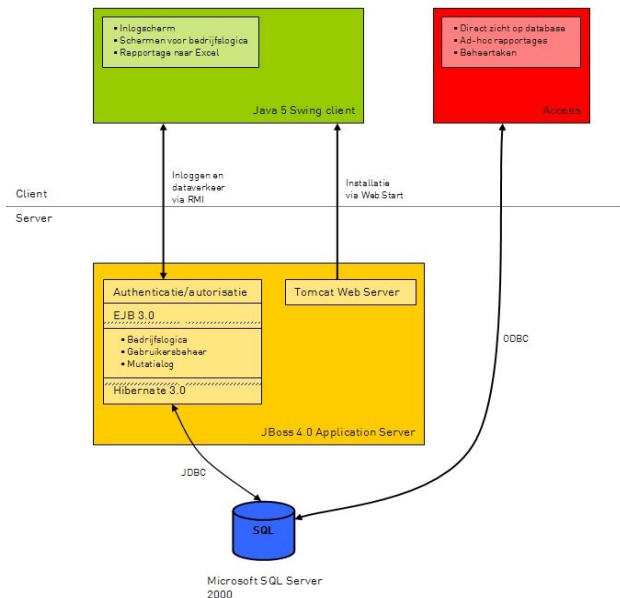 ▪ Inlogscherm
▪ Schermen voor bedrijfslogica
▪ Rapportage naar Excel
Java 5 Swing client
▪ Direct zicht op database
▪ Ad-hoc rapportages
▪ Beheertaken
Access
Inloggen en
dataverkeer
via RMI
Installatie
via Web Start
Client
Server
Authenticatie/autorisatie
EJB 3.0
▪ Bedrijfslogica
▪ Gebruikersbeheer
▪ Mutatielog
Hibernate 3.0
Tomcat Web Server
JBoss 4.0 Application Server
ODBC
JDBC
SQL
Microsoft SQL Server
2000